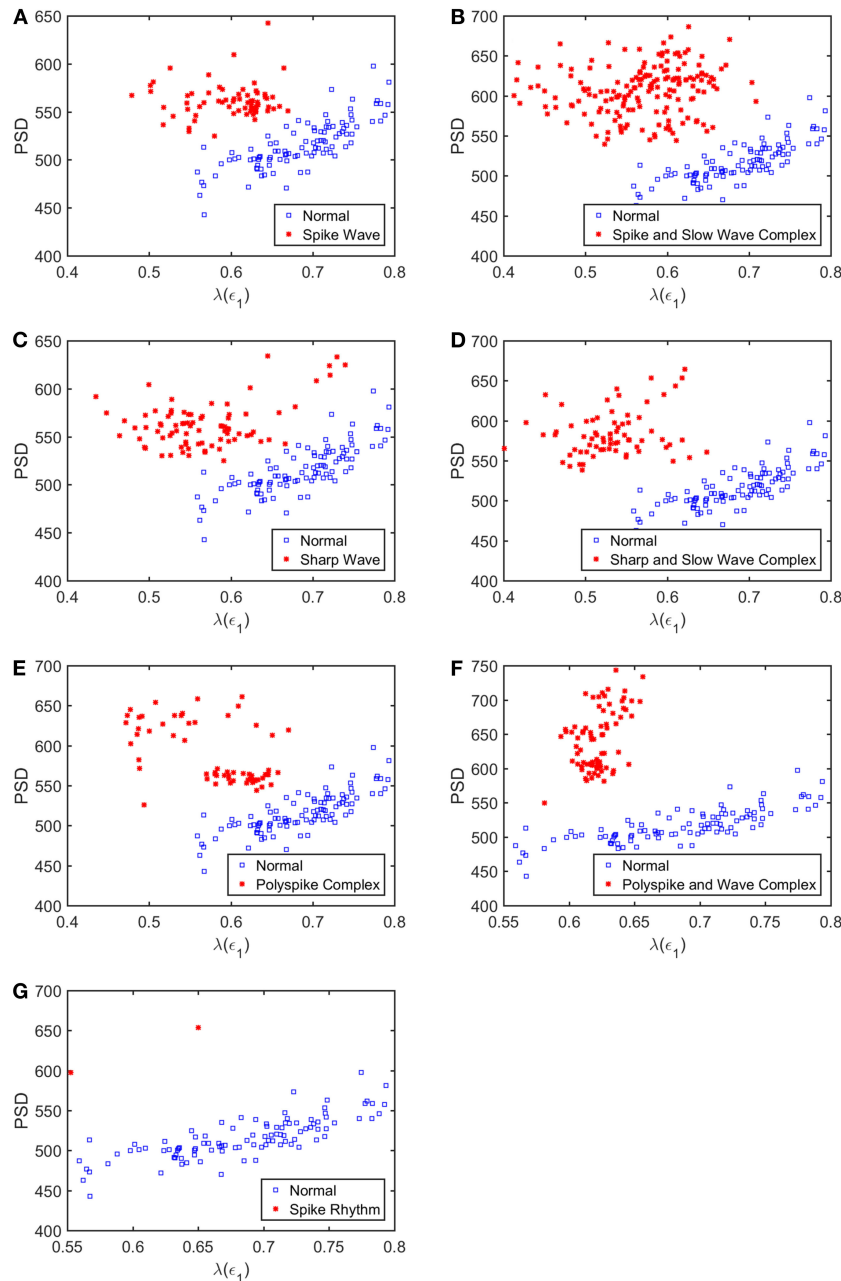 A
650
600
550
500
450
400
PSD
0.4 0.5 0.6 0.7 0.8
λ(ϵ1)
Normal
Spike Wave
B
700
650
600
550
500
450
400
PSD
0.4 0.5 0.6 0.7 0.8
λ(ϵ1)
Normal
Spike and Slow Wave Complex
C
650
600
550
500
450
400
PSD
0.4 0.5 0.6 0.7 0.8
λ(ϵ1)
Normal
Sharp Wave
D
700
650
600
550
500
450
400
PSD
0.4 0.5 0.6 0.7 0.8
λ(ϵ1)
Normal
Sharp and Slow Wave Complex
E
700
650
600
550
500
450
400
PSD
0.4 0.5 0.6 0.7 0.8
λ(ϵ1)
Normal
Polyspike Complex
F
750
700
650
600
550
500
450
400
PSD
0.55 0.6 0.65 0.7 0.75 0.8
λ(ϵ1)
Normal
Polyspike and Wave Complex
G
700
650
600
550
500
450
400
PSD
0.55 0.6 0.65 0.7 0.75 0.8
λ(ϵ1)
Normal
Spike Rhythm